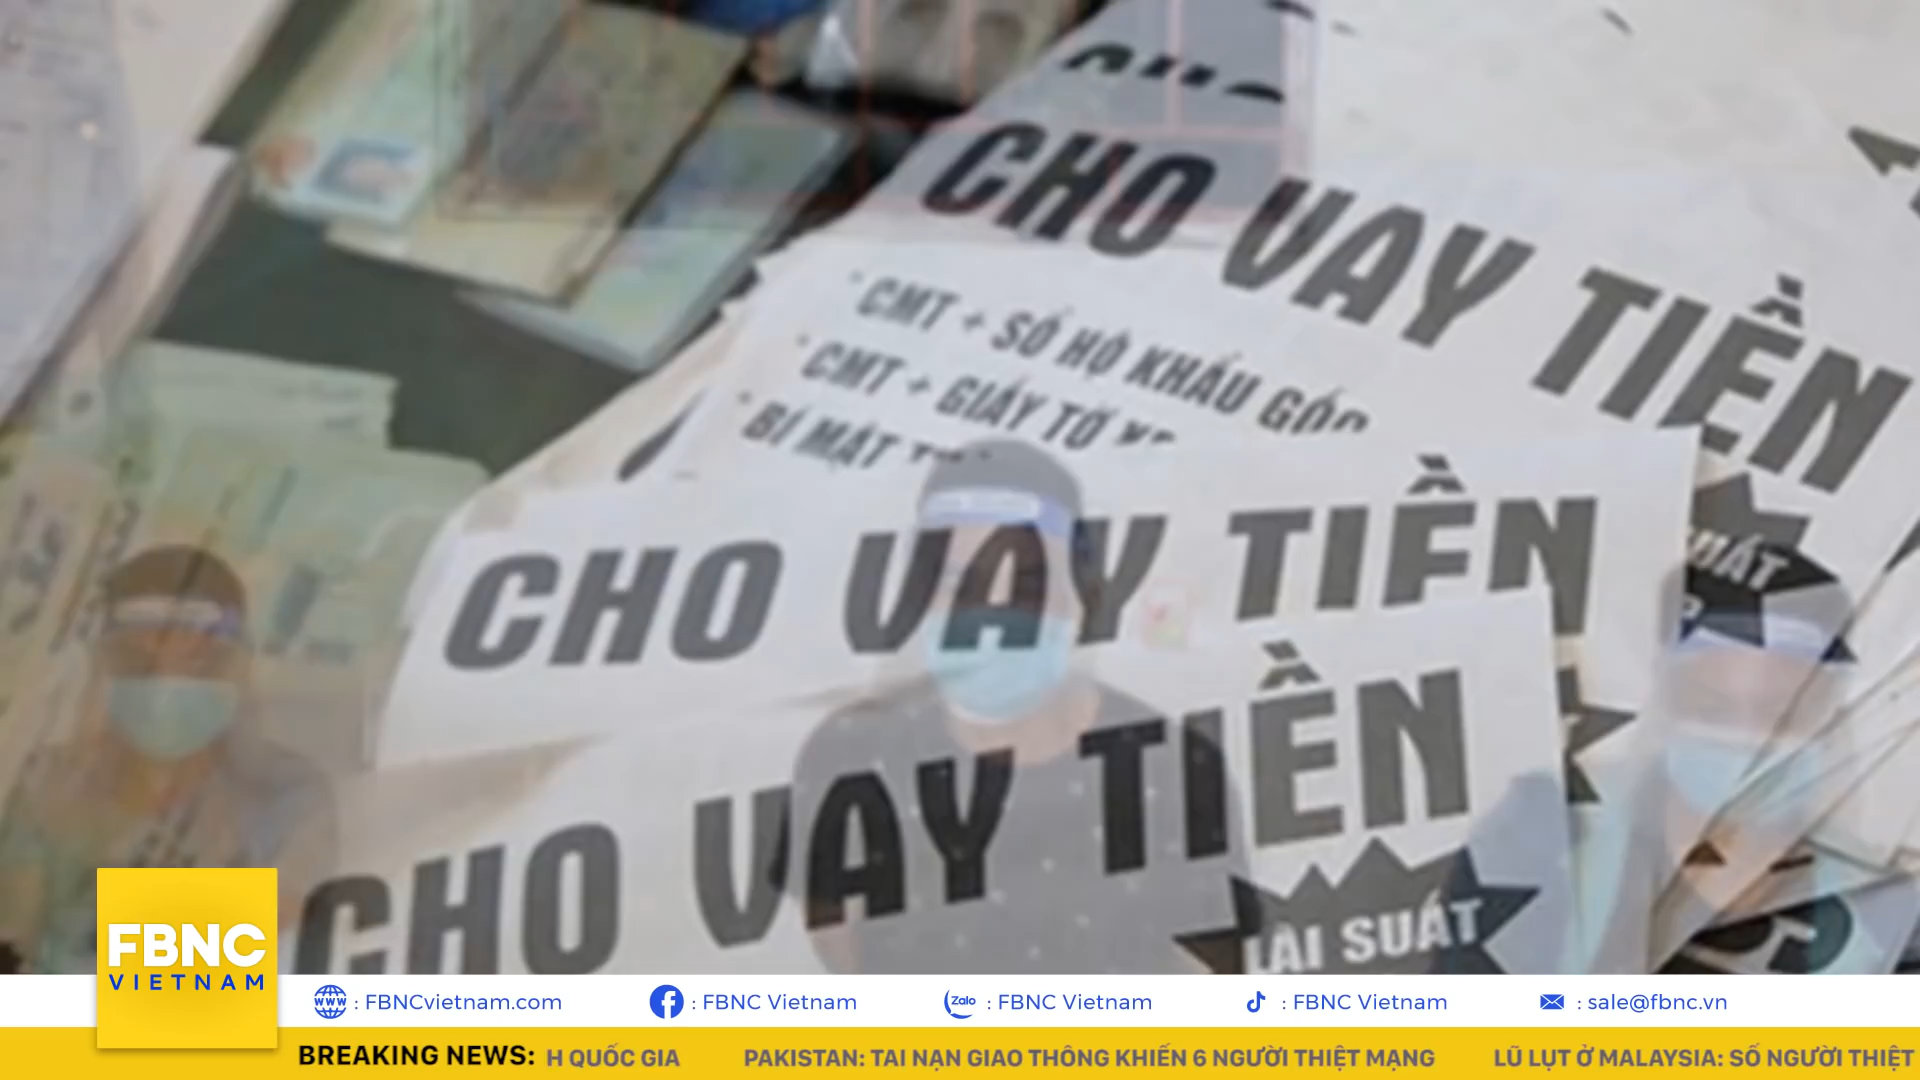 CHO VAY TIỀN
* CMT + SỔ HỘ KHẨU GỐC
* CMT + GIẤY TỜ
* BÍ MẬT
CHO VAY TIỀN
SUẤT
CHO VAY TIỀN
LÃI SUẤT
FBNC
VIETNAM
www : FBNCvietnam.com
: FBNC Vietnam
Zalo : FBNC Vietnam
: FBNC Vietnam
: sale@fbnc.vn
BREAKING NEWS: H QUỐC GIA PAKISTAN: TAI NẠN GIAO THÔNG KHIẾN 6 NGƯỜI THIỆT MẠNG LŨ LỤT Ở MALAYSIA: SỐ NGƯỜI THIỆT